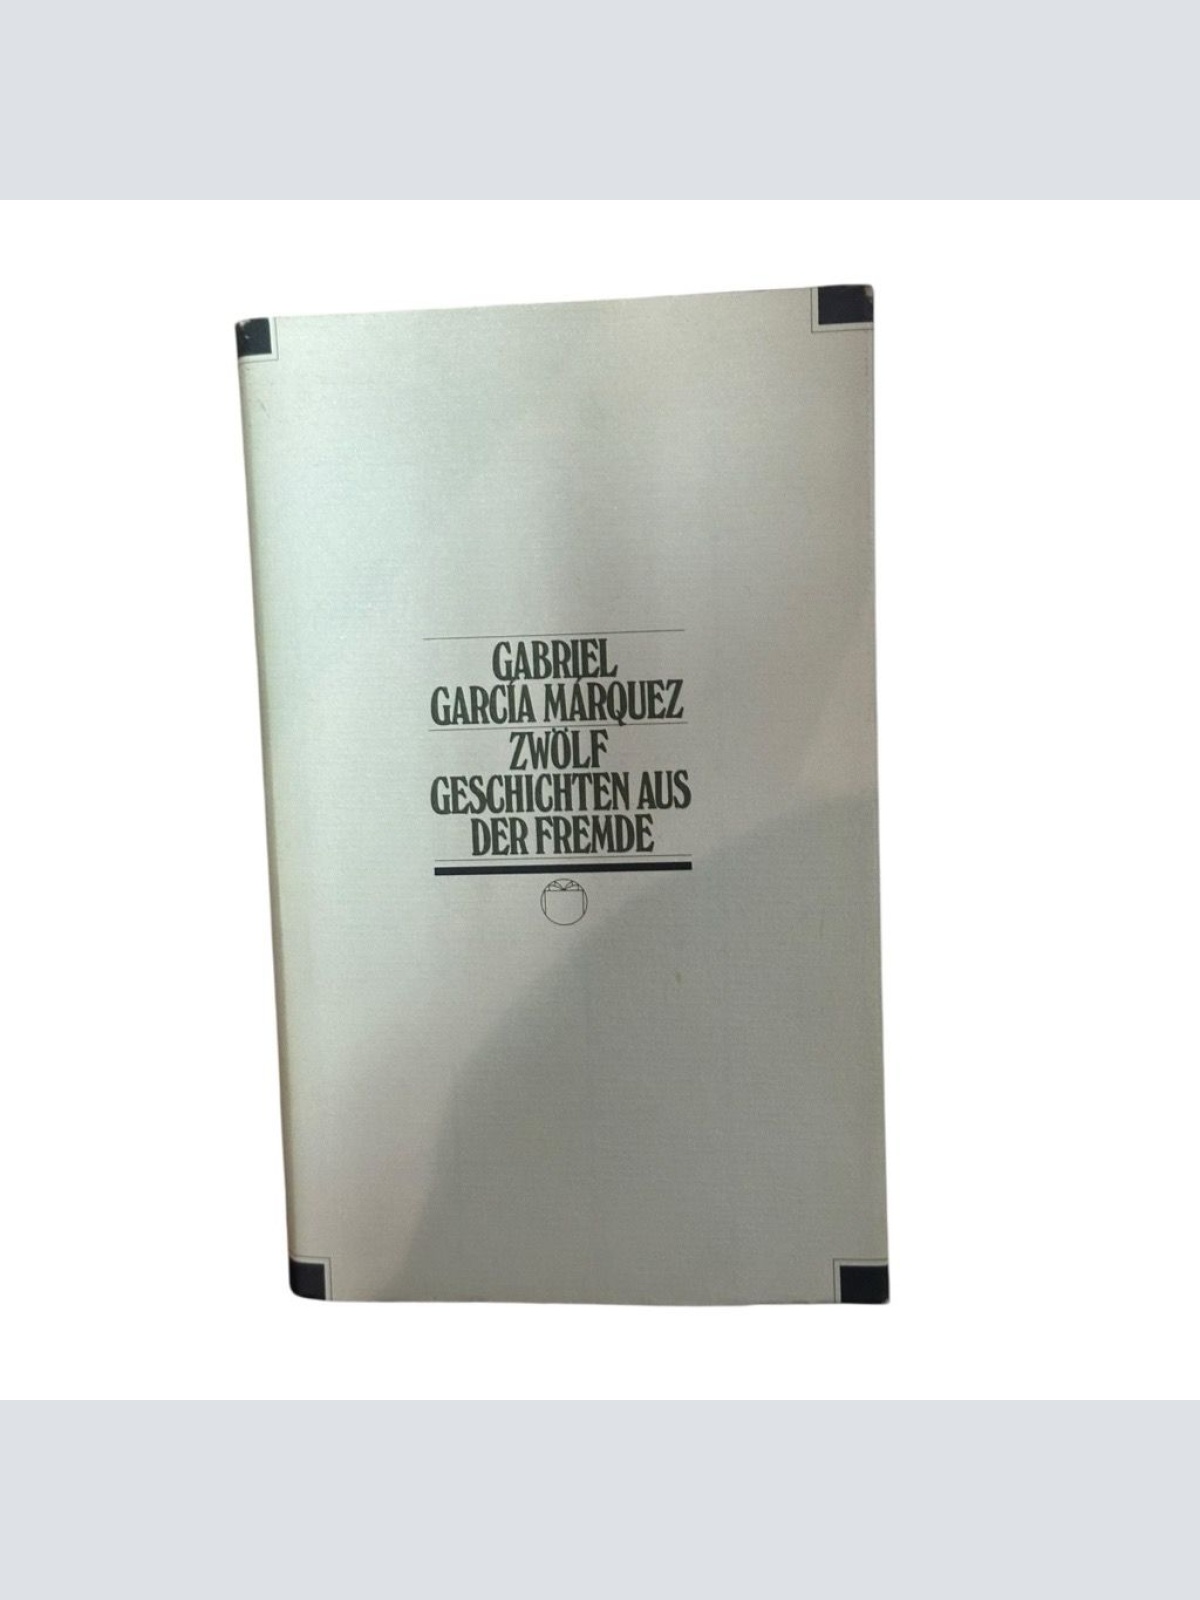 GABRIEL
GARCÍA MÁRQUEZ
ZWÖLF
GESCHICHTEN AUS
DER FREMDE